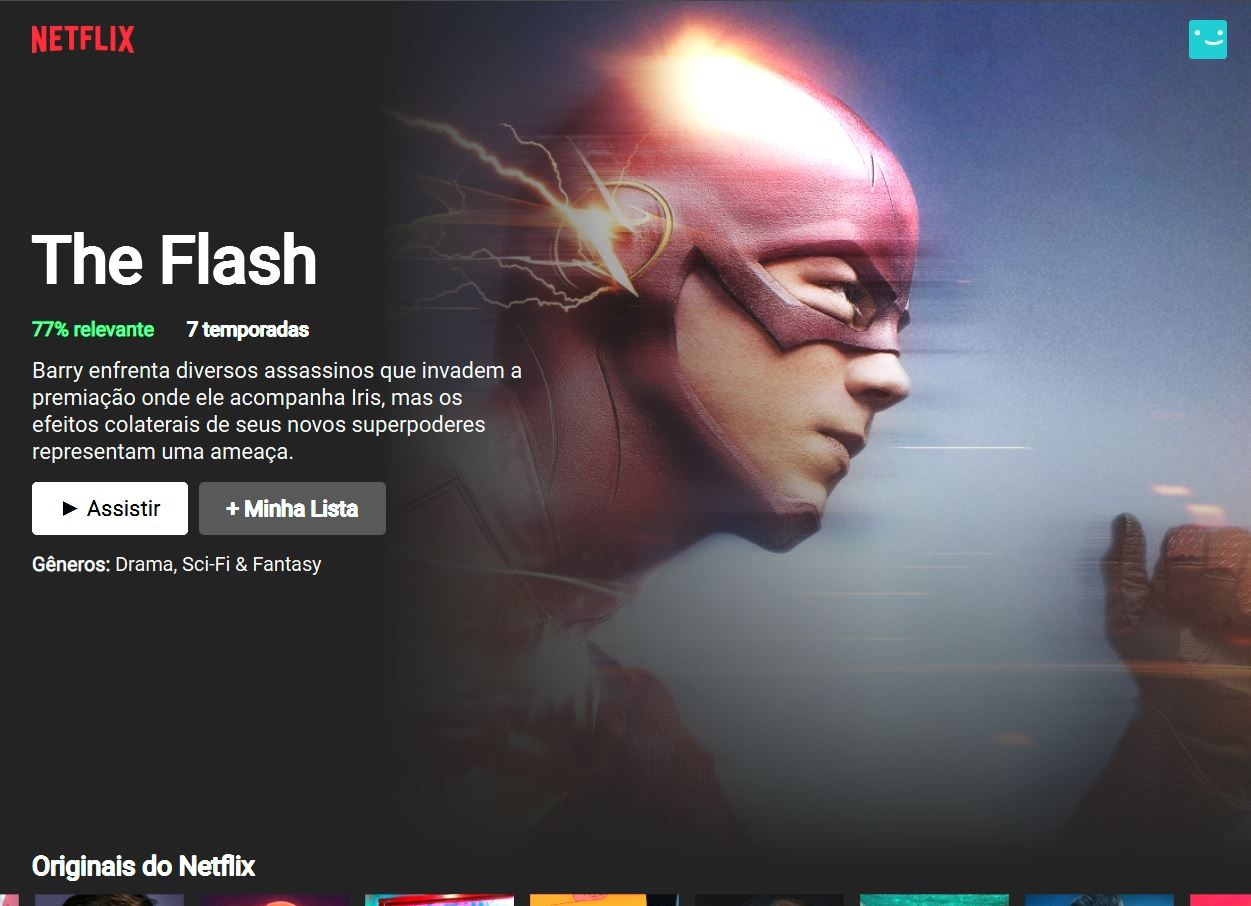 NETFLIX
The Flash
77% relevante 7 temporadas
Barry enfrenta diversos assassinos que invadem a
premiação onde ele acompanha Iris, mas os
efeitos colaterais de seus novos superpoderes
representam uma ameaça.
► Assistir + Minha Lista
Gêneros: Drama, Sci-Fi & Fantasy
Originais do Netflix